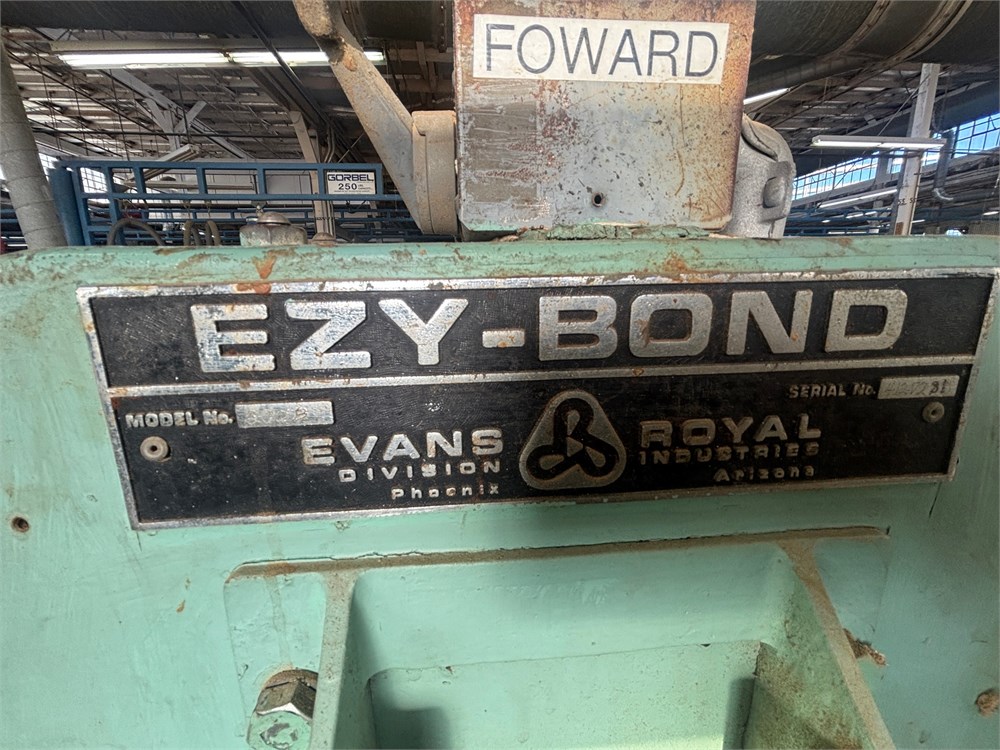 FOWARD
GORBEL
250
EZY-BOND
MODEL No.
SERIAL No.
EVANS
DIVISION
Phoenix
R
ROYAL
INDUSTRIES
Arizona